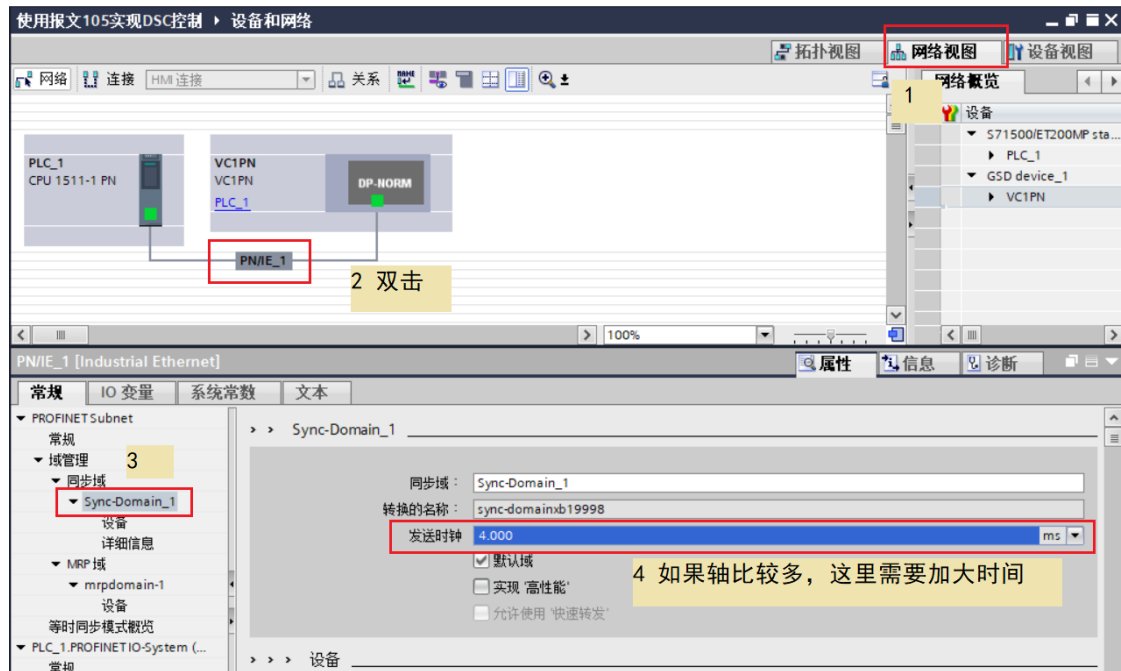 使用报文105实现DSC控制 ▸ 设备和网络
拓扑视图 网络视图 设备视图
网络 连接 HMI 连接 关系
网络概览
1
设备
S71500/ET200MP sta...
PLC_1
GSD device_1
VC1PN
PLC_1
CPU 1511-1 PN
VC1PN
VC1PN
PLC_1
DP-NORM
PN/IE_1
2 双击
100%
PN/IE_1 [Industrial Ethernet]
属性 信息 诊断
常规 IO 变量 系统常数 文本
PROFINET Subnet
常规
域管理
3
同步域
Sync-Domain_1
设备
详细信息
MRP 域
mrpdomain-1
设备
等时同步模式概览
PLC_1.PROFINET IO-System (...
常规
Sync-Domain_1
同步域: Sync-Domain_1
转换的名称: sync-domainxb19998
发送时钟 4.000 ms
默认域
实现 '高性能'
允许使用 '快速转发'
4 如果轴比较多，这里需要加大时间
设备